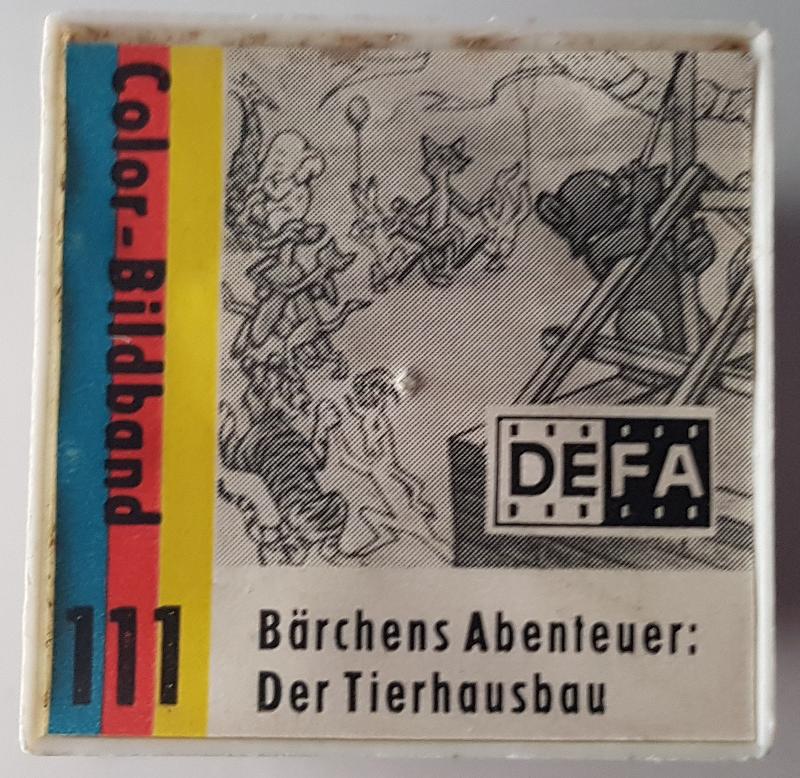 Color-Bildband
DEFA
111
Bärchens Abenteuer:
Der Tierhausbau